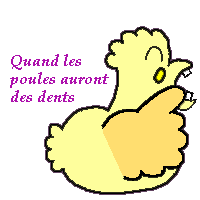 Quand les
poules auront
des dents